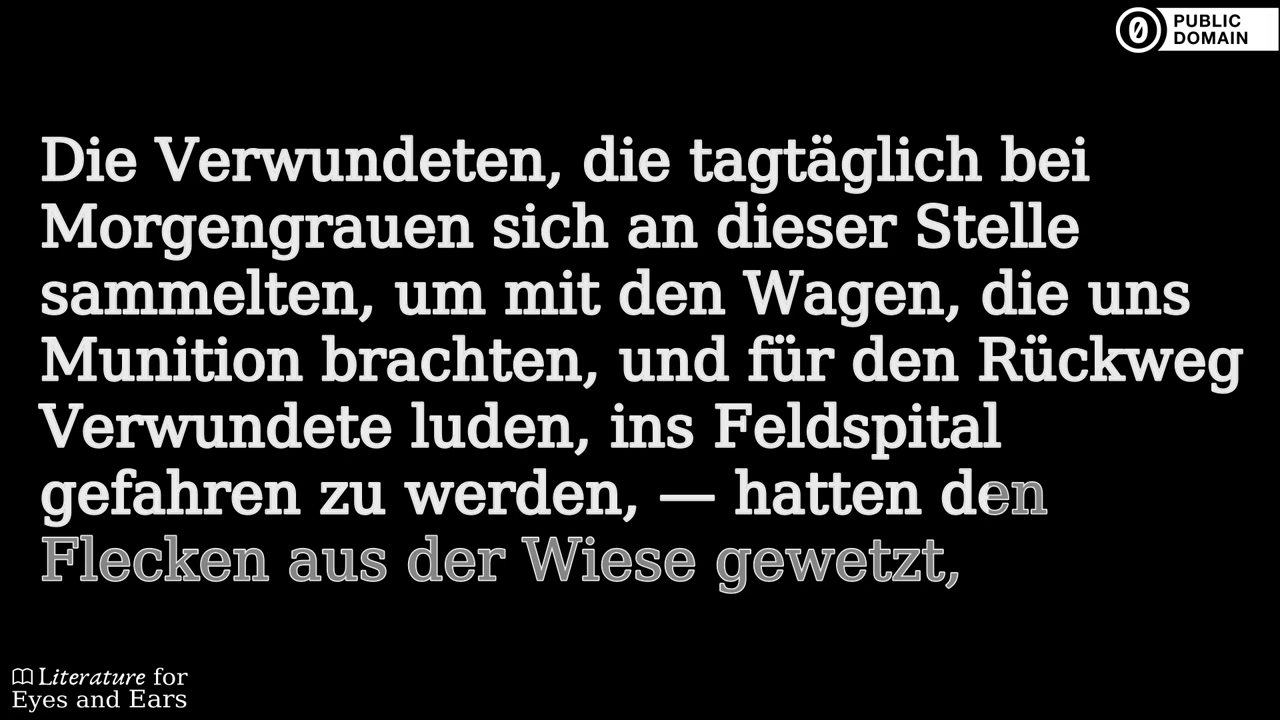 PUBLIC
DOMAIN
Die Verwundeten, die tagtäglich bei
Morgengrauen sich an dieser Stelle
sammelten, um mit den Wagen, die uns
Munition brachten, und für den Rückweg
Verwundete luden, ins Feldspital
gefahren zu werden, — hatten den
Flecken aus der Wiese gewetzt,
Literature for
Eyes and Ears